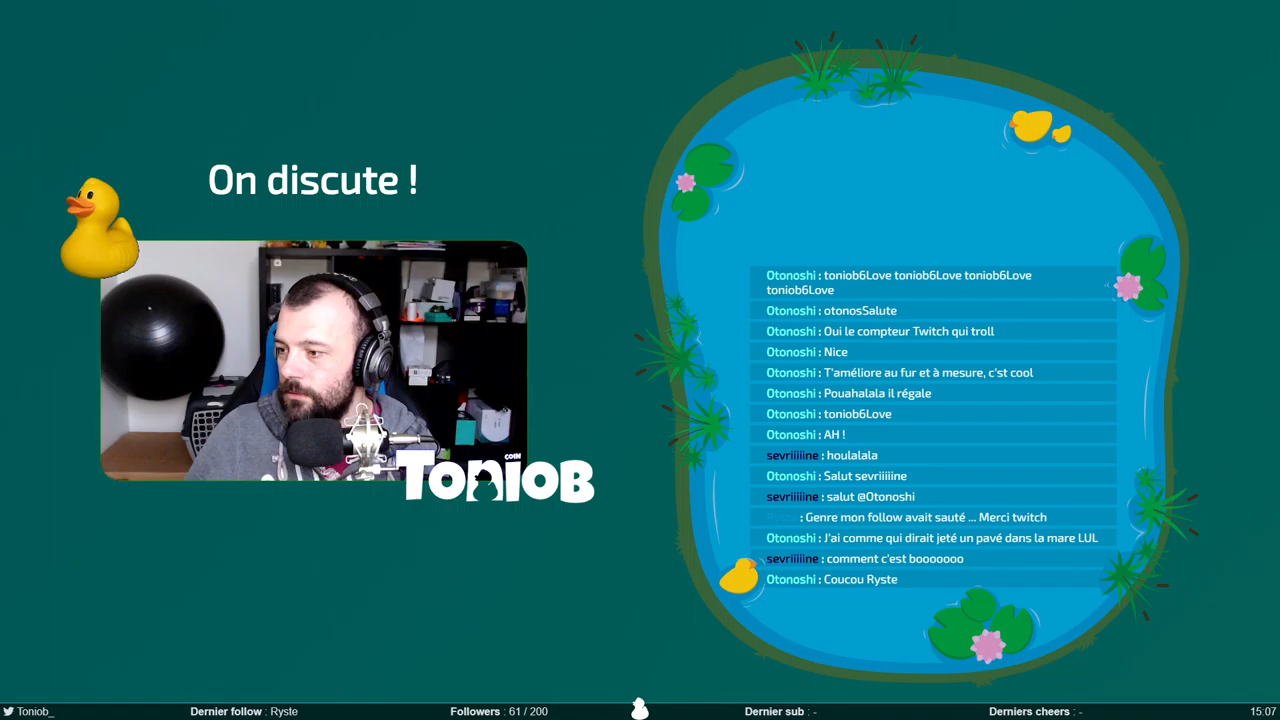 On discute !
COIN
TONIOB
Otonoshi : toniob6Love toniob6Love toniob6Love
toniob6Love
Otonoshi : otonosSalute
Otonoshi : Oui le compteur Twitch qui troll
Otonoshi : Nice
Otonoshi : T'améliore au fur et à mesure, c'st cool
Otonoshi : Pouahalala il régale
Otonoshi : toniob6Love
Otonoshi : AH !
sevriiiiine : houlalala
Otonoshi : Salut sevriiiiine
sevriiiiine : salut @Otonoshi
Ryste : Genre mon follow avait sauté ... Merci twitch
Otonoshi : J'ai comme qui dirait jeté un pavé dans la mare LUL
sevriiiiine : comment c'est booooooo
Otonoshi : Coucou Ryste
Toniob_
Dernier follow : Ryste
Followers : 61 / 200
Dernier sub : -
Derniers cheers : -
15:07